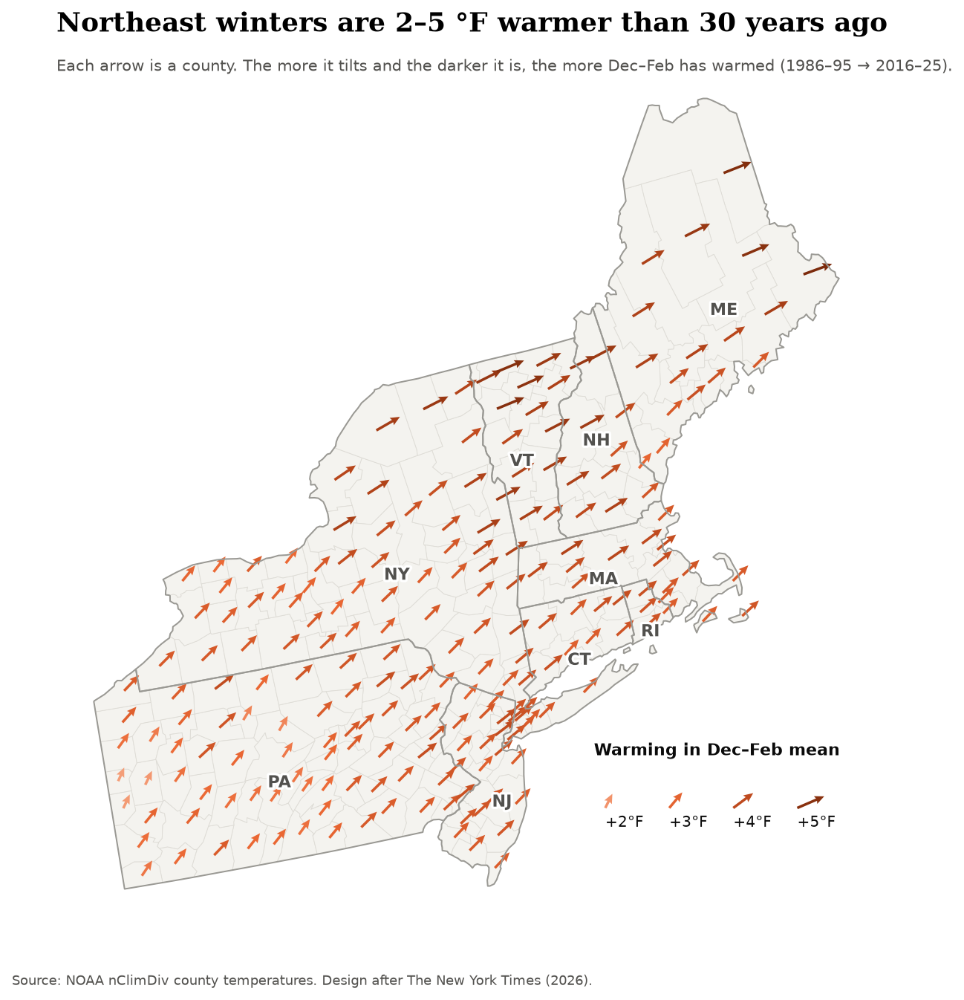 Northeast winters are 2–5 °F warmer than 30 years ago
Each arrow is a county. The more it tilts and the darker it is, the more Dec–Feb has warmed (1986–95 → 2016–25).
ME
NH
VT
NY
MA
RI
CT
PA
NJ
Warming in Dec–Feb mean
+2°F +3°F +4°F +5°F
Source: NOAA nClimDiv county temperatures. Design after The New York Times (2026).